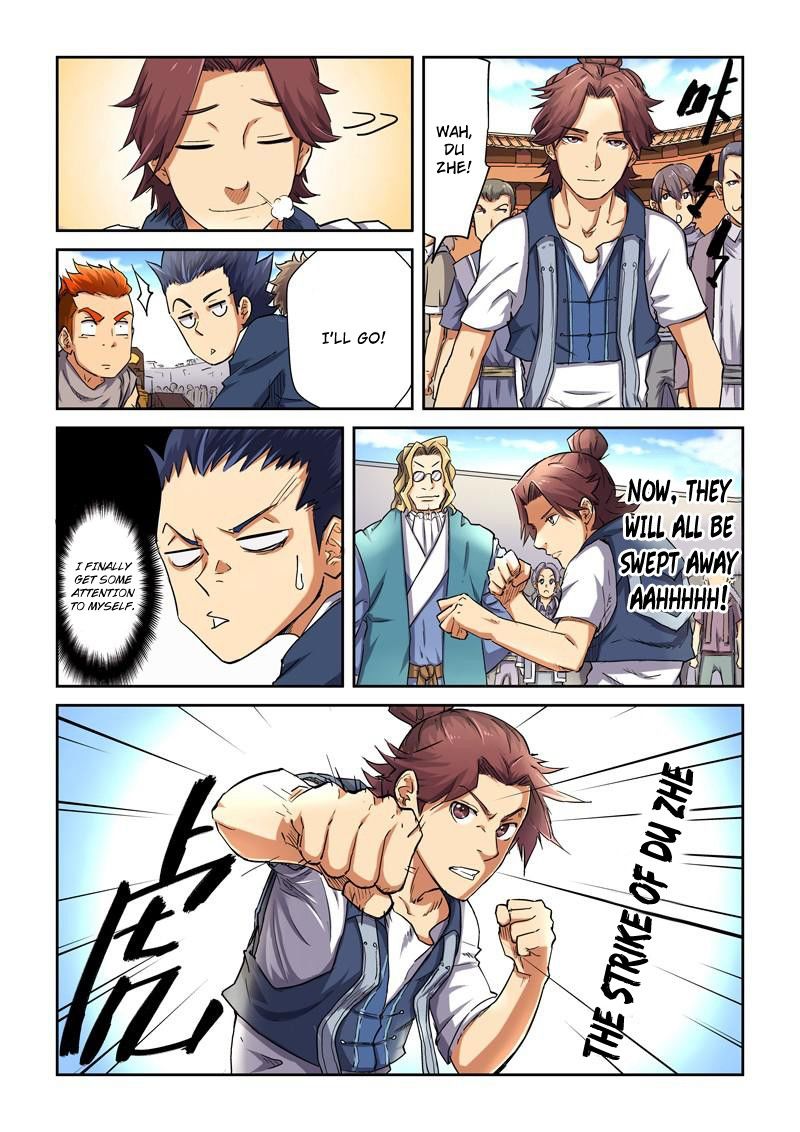 WAH,
DU
ZHE!
I'LL GO!
I FINALLY
GET SOME
ATTENTION
TO MYSELF.
NOW, THEY
WILL ALL BE
SWEPT AWAY
AAHHHHH!
THE STRIKE OF DU ZHE